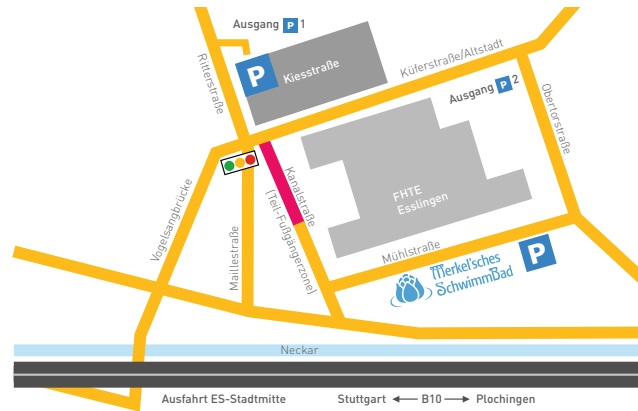 Ausgang P 1
Ritterstraße
P
Kiesstraße
Küferstraße/Altstadt
Ausgang P 2
Obertorstraße
Vogelsangbrücke
Maillestraße
Kanalstraße
(Teil-Fußgängerzone)
FHTE
Esslingen
Mühlstraße
Merkel'sches
SchwimmBad
P
Neckar
Ausfahrt ES-Stadtmitte
Stuttgart B10 Plochingen